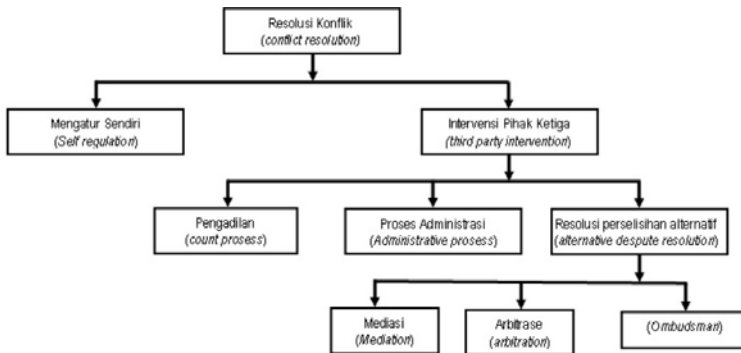 Resolusi Konflik
(conflict resolution)
Mengatur Sendiri
(Self regulation)
Intervensi Pihak Ketiga
(third party intervention)
Pengadilan
(count prosess)
Proses Administrasi
(Administrative prosess)
Resolusi perselisihan alternatif
(alternative despute resolution)
Mediasi
(Mediation)
Arbitrase
(arbitration)
(Ombudsman)